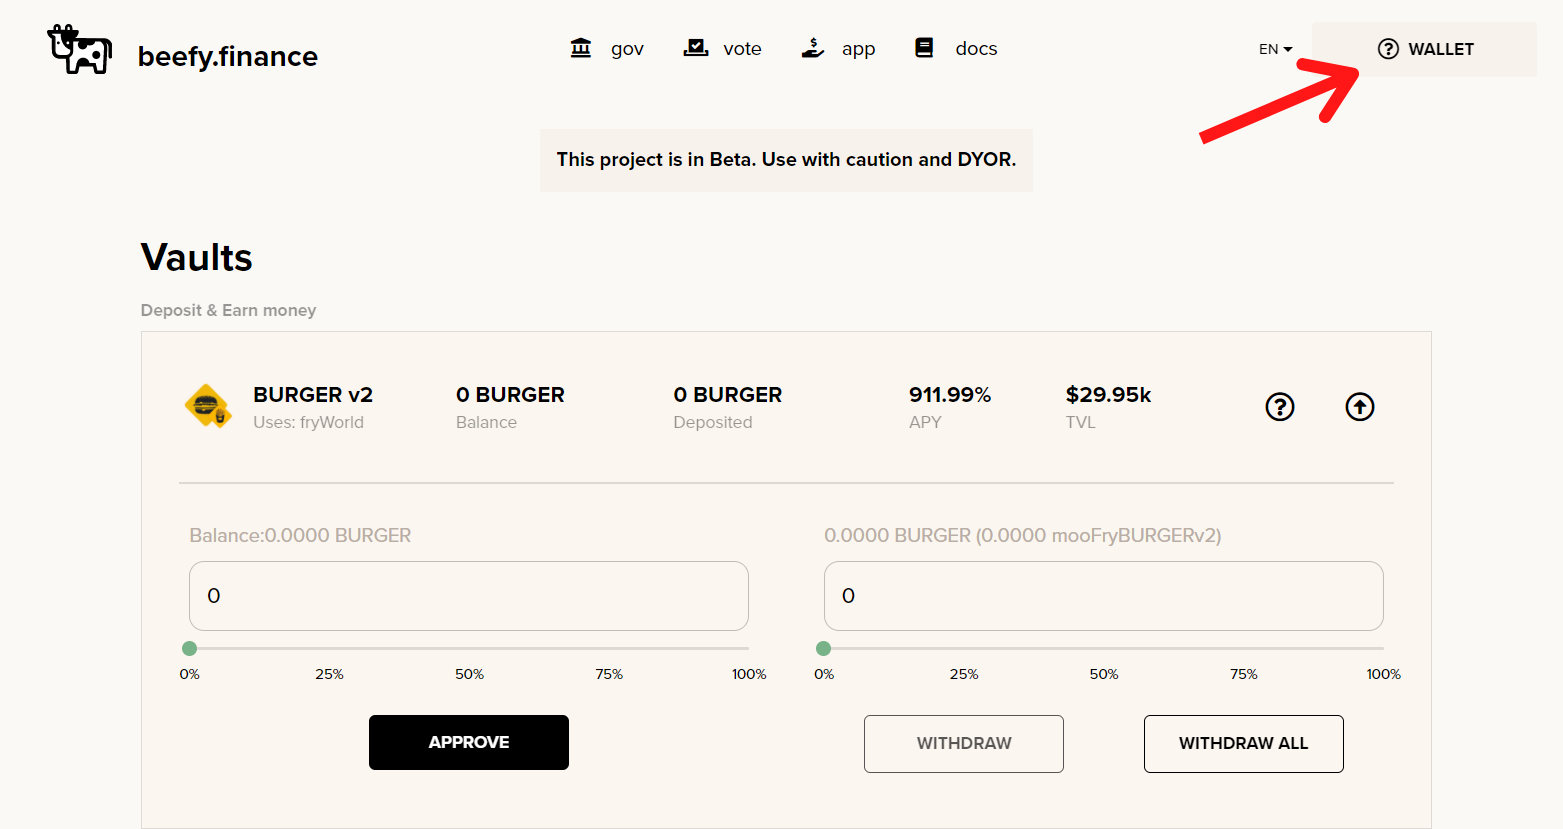 beefy.finance
gov vote app docs
EN
WALLET
This project is in Beta. Use with caution and DYOR.
Vaults
Deposit & Earn money
BURGER v2 0 BURGER 0 BURGER 911.99% $29.95k
Uses: fryWorld Balance Deposited APY TVL
Balance:0.0000 BURGER 0.0000 BURGER (0.0000 mooFryBURGERv2)
0 0
0% 25% 50% 75% 100% 0% 25% 50% 75% 100%
APPROVE WITHDRAW WITHDRAW ALL